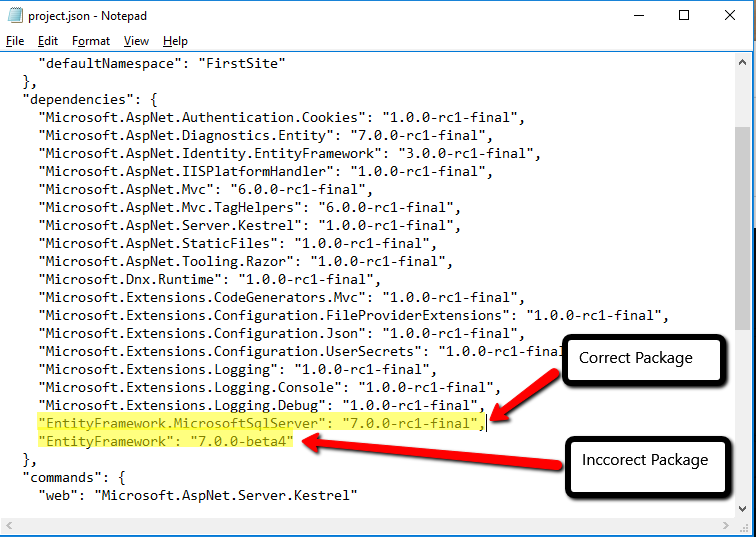 project.json - Notepad
File Edit Format View Help
"defaultNamespace": "FirstSite"
},
"dependencies": {
"Microsoft.AspNet.Authentication.Cookies": "1.0.0-rc1-final",
"Microsoft.AspNet.Diagnostics.Entity": "7.0.0-rc1-final",
"Microsoft.AspNet.Identity.EntityFramework": "3.0.0-rc1-final",
"Microsoft.AspNet.IISPlatformHandler": "1.0.0-rc1-final",
"Microsoft.AspNet.Mvc": "6.0.0-rc1-final",
"Microsoft.AspNet.Mvc.TagHelpers": "6.0.0-rc1-final",
"Microsoft.AspNet.Server.Kestrel": "1.0.0-rc1-final",
"Microsoft.AspNet.StaticFiles": "1.0.0-rc1-final",
"Microsoft.AspNet.Tooling.Razor": "1.0.0-rc1-final",
"Microsoft.Dnx.Runtime": "1.0.0-rc1-final",
"Microsoft.Extensions.CodeGenerators.Mvc": "1.0.0-rc1-final",
"Microsoft.Extensions.Configuration.FileProviderExtensions": "1.0.0-rc1-final",
"Microsoft.Extensions.Configuration.Json": "1.0.0-rc1-final",
"Microsoft.Extensions.Configuration.UserSecrets": "1.0.0-rc1-fina
"Microsoft.Extensions.Logging": "1.0.0-rc1-final",
"Microsoft.Extensions.Logging.Console": "1.0.0-rc1-final",
"Microsoft.Extensions.Logging.Debug": "1.0.0-rc1-final",
"EntityFramework.MicrosoftSqlServer": "7.0.0-rc1-final",
"EntityFramework": "7.0.0-beta4"
},
"commands": {
"web": "Microsoft.AspNet.Server.Kestrel"
Correct Package
Inccorect Package